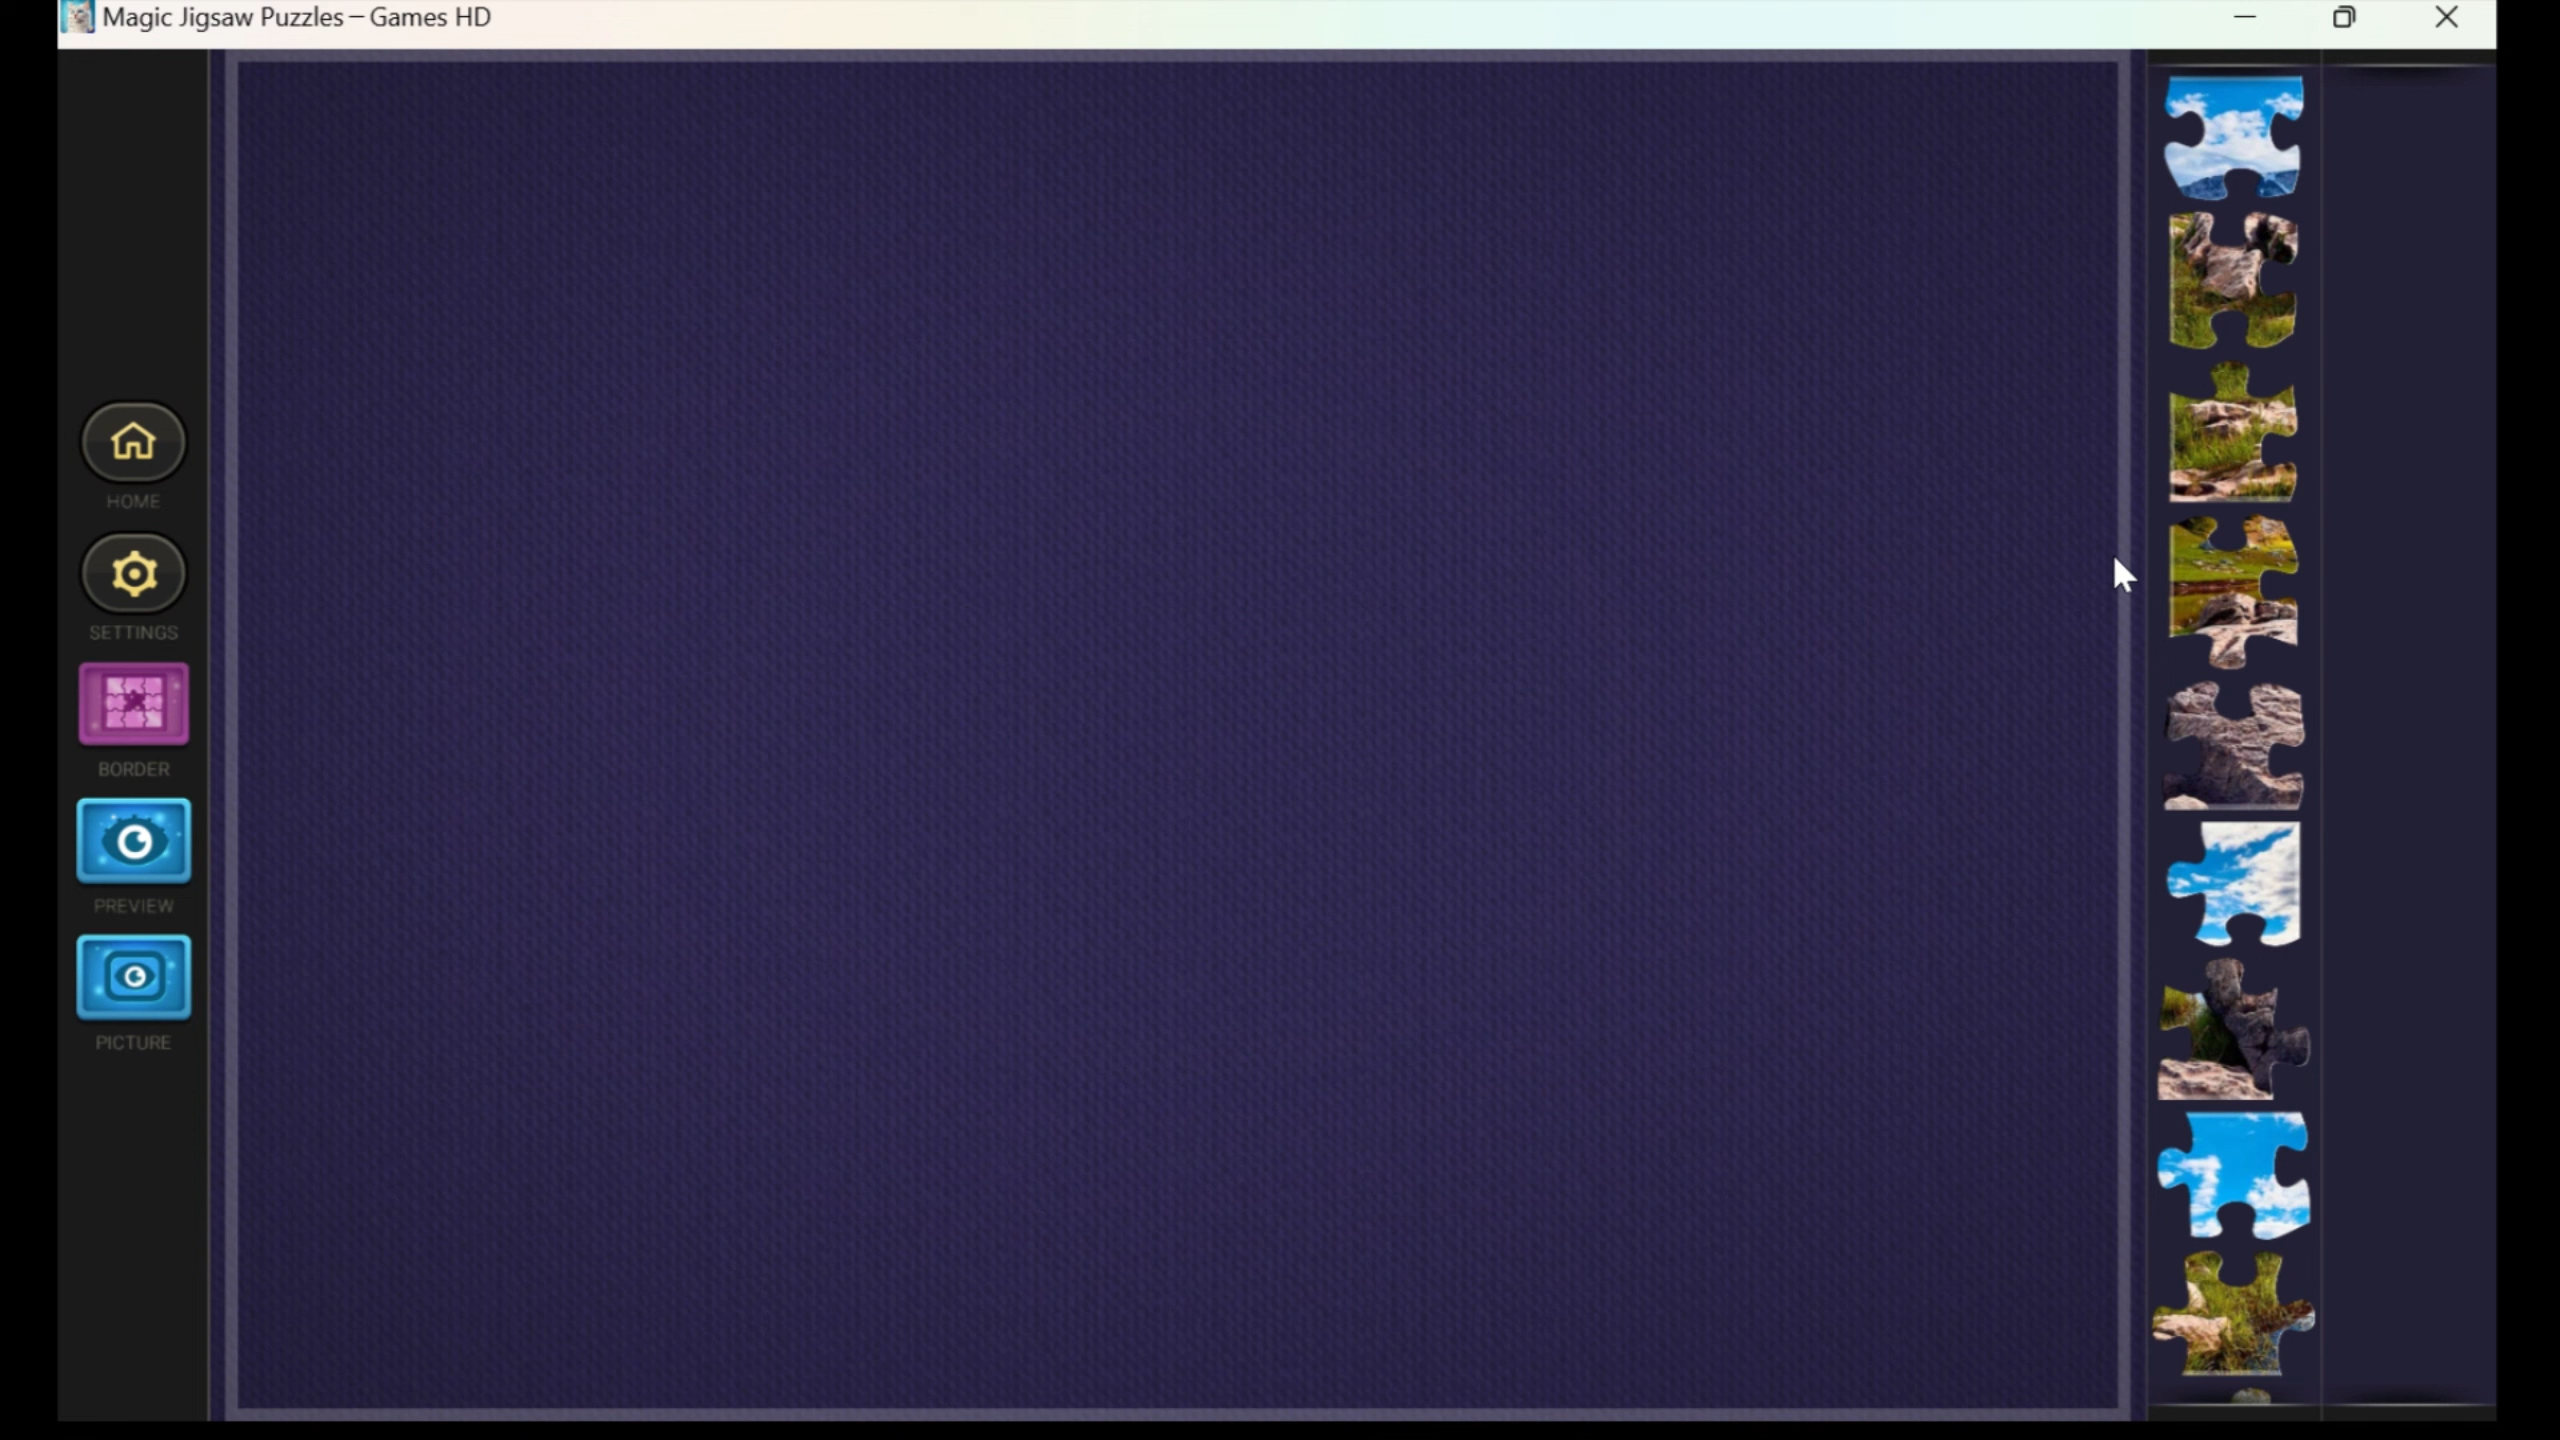 Magic Jigsaw Puzzles – Games HD
HOME
SETTINGS
BORDER
PREVIEW
PICTURE